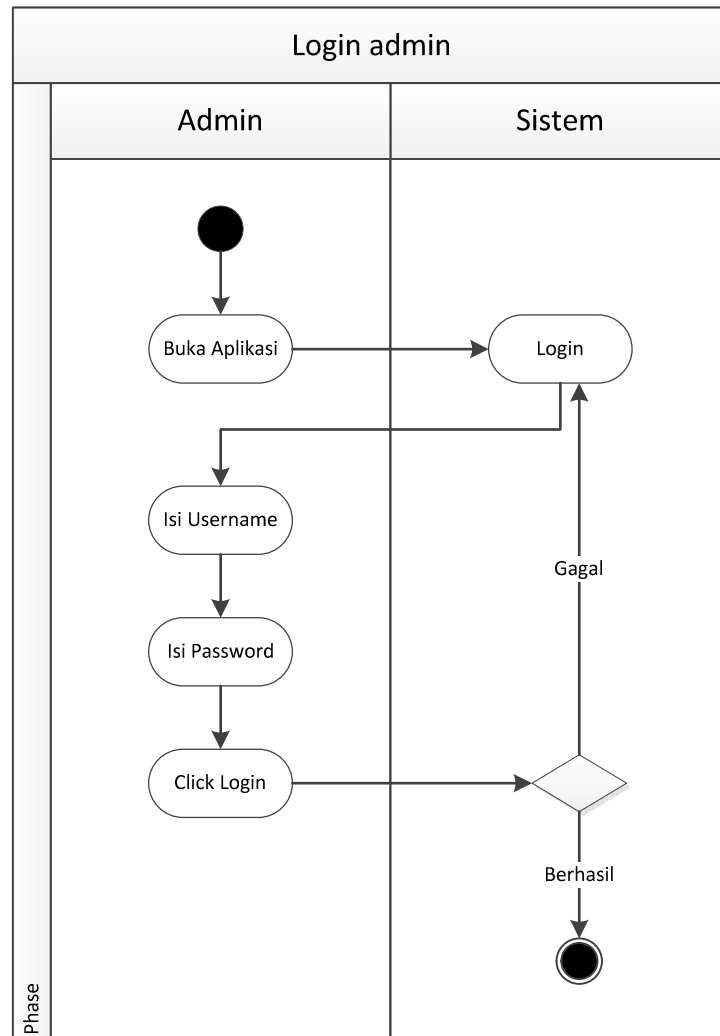 Login admin
Admin
Sistem
Buka Aplikasi
Login
Isi Username
Gagal
Isi Password
Click Login
Berhasil
Phase